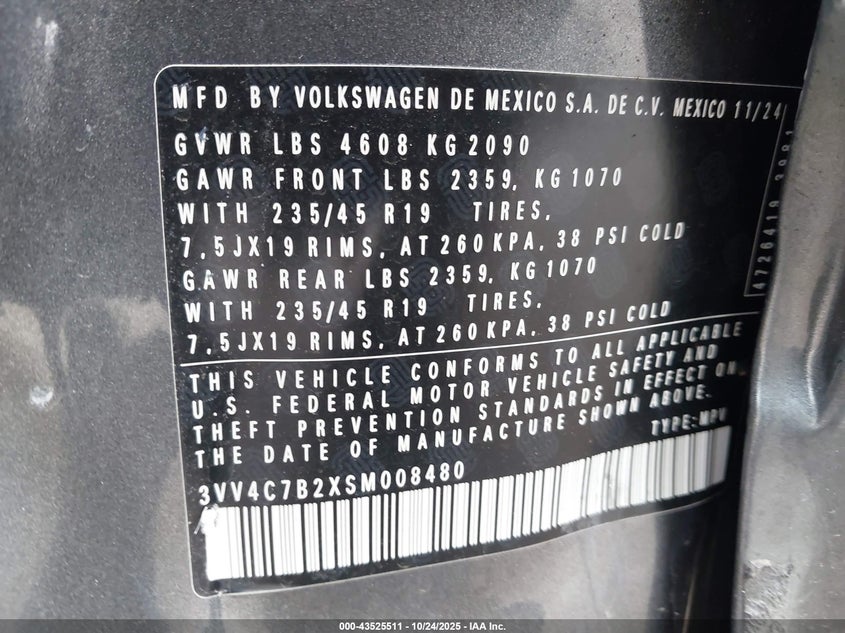 MFD BY VOLKSWAGEN DE MEXICO S.A. DE C.V. MEXICO 11/24
GVWR LBS 4608 KG 2090
GAWR FRONT LBS 2359, KG 1070
WITH 235/45 R19 TIRES,
7,5JX19 RIMS, AT 260 KPA, 38 PSI COLD
GAWR REAR LBS 2359, KG 1070
WITH 235/45 R19 TIRES,
7,5JX19 RIMS, AT 260 KPA, 38 PSI COLD
THIS VEHICLE CONFORMS TO ALL APPLICABLE
U.S. FEDERAL MOTOR VEHICLE SAFETY AND
THEFT PREVENTION STANDARDS IN EFFECT ON
THE DATE OF MANUFACTURE SHOWN ABOVE.
TYPE: MPV
3VV4C7B2XSM008480
4726419 3981
000-43525511 - 10/24/2025 - IAA Inc.